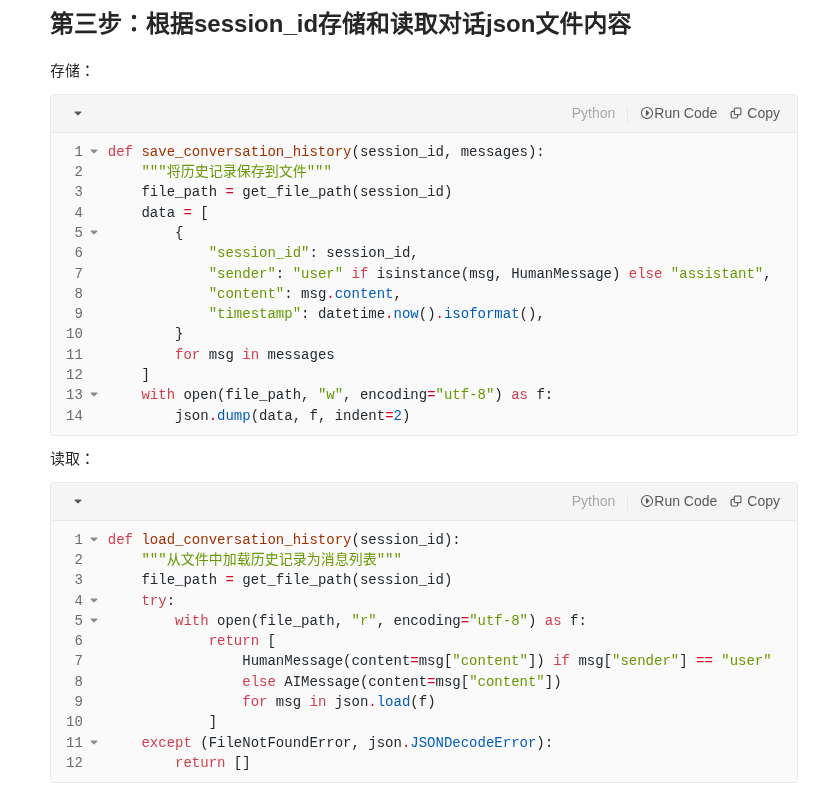 第三步：根据session_id存储和读取对话json文件内容
存储：
Python Run Code Copy
1 def save_conversation_history(session_id, messages):
2     """将历史记录保存到文件"""
3     file_path = get_file_path(session_id)
4     data = [
5         {
6             "session_id": session_id,
7             "sender": "user" if isinstance(msg, HumanMessage) else "assistant",
8             "content": msg.content,
9             "timestamp": datetime.now().isoformat(),
10         }
11         for msg in messages
12     ]
13     with open(file_path, "w", encoding="utf-8") as f:
14         json.dump(data, f, indent=2)
读取：
Python Run Code Copy
1 def load_conversation_history(session_id):
2     """从文件中加载历史记录为消息列表"""
3     file_path = get_file_path(session_id)
4     try:
5         with open(file_path, "r", encoding="utf-8") as f:
6             return [
7                 HumanMessage(content=msg["content"]) if msg["sender"] == "user"
8                 else AIMessage(content=msg["content"])
9                 for msg in json.load(f)
10             ]
11     except (FileNotFoundError, json.JSONDecodeError):
12         return []